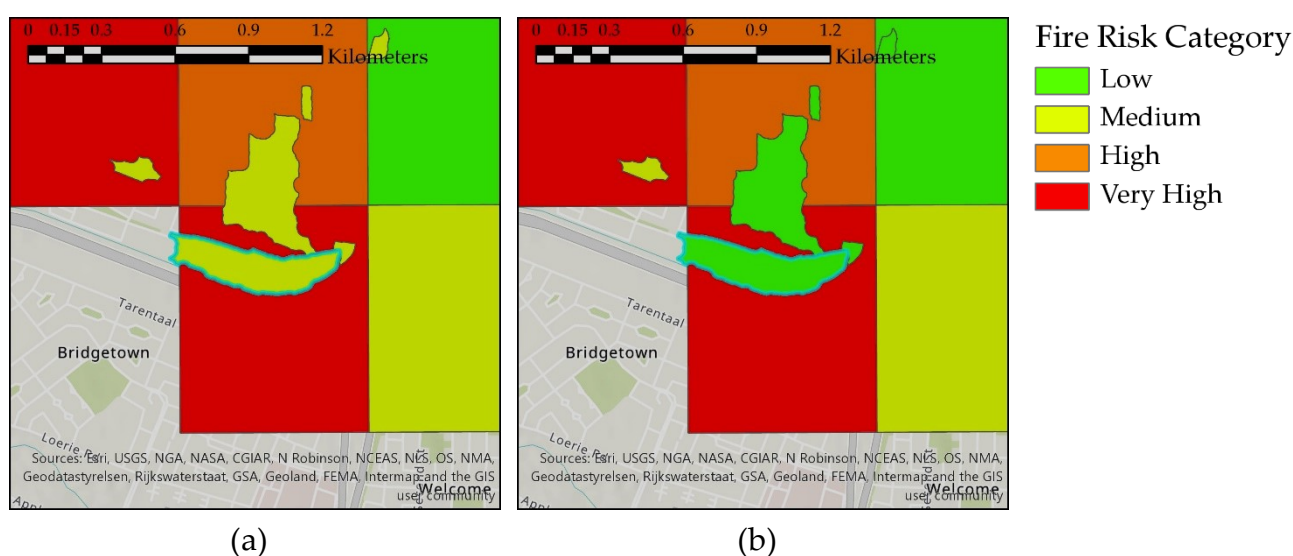 0 0.15 0.3 0.6 0.9 1.2
Kilometers
Tarentaal
Bridgetown
Loerie
Sources: Esri, USGS, NGA, NASA, CGIAR, N Robinson, NCEAS, NLS, OS, NMA,
Geodatastyrelsen, Rijkswaterstaat, GSA, Geoland, FEMA, Intermap and the GIS
user community
Welcome
(a)
0 0.15 0.3 0.6 0.9 1.2
Kilometers
Tarentaal
Bridgetown
Loerie
Sources: Esri, USGS, NGA, NASA, CGIAR, N Robinson, NCEAS, NLS, OS, NMA,
Geodatastyrelsen, Rijkswaterstaat, GSA, Geoland, FEMA, Intermap and the GIS
user community
Welcome
(b)
Fire Risk Category
Low
Medium
High
Very High